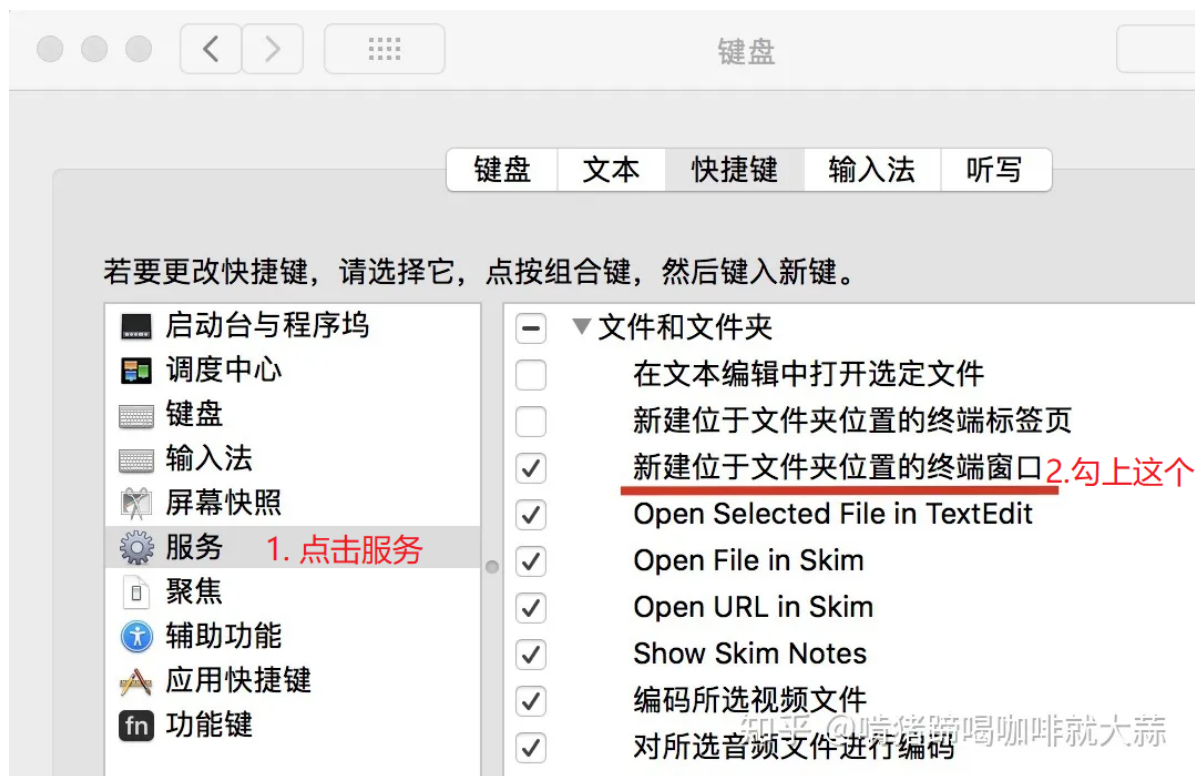 键盘
键盘 文本 快捷键 输入法 听写
若要更改快捷键，请选择它，点按组合键，然后键入新键。
启动台与程序坞
调度中心
键盘
输入法
屏幕快照
服务 1. 点击服务
聚焦
辅助功能
应用快捷键
fn 功能键
文件和文件夹
在文本编辑中打开选定文件
新建位于文件夹位置的终端标签页
新建位于文件夹位置的终端窗口 2.勾上这个
Open Selected File in TextEdit
Open File in Skim
Open URL in Skim
Show Skim Notes
编码所选视频文件
对所选音频文件进行编码
知乎 @啃猪蹄喝咖啡就大蒜